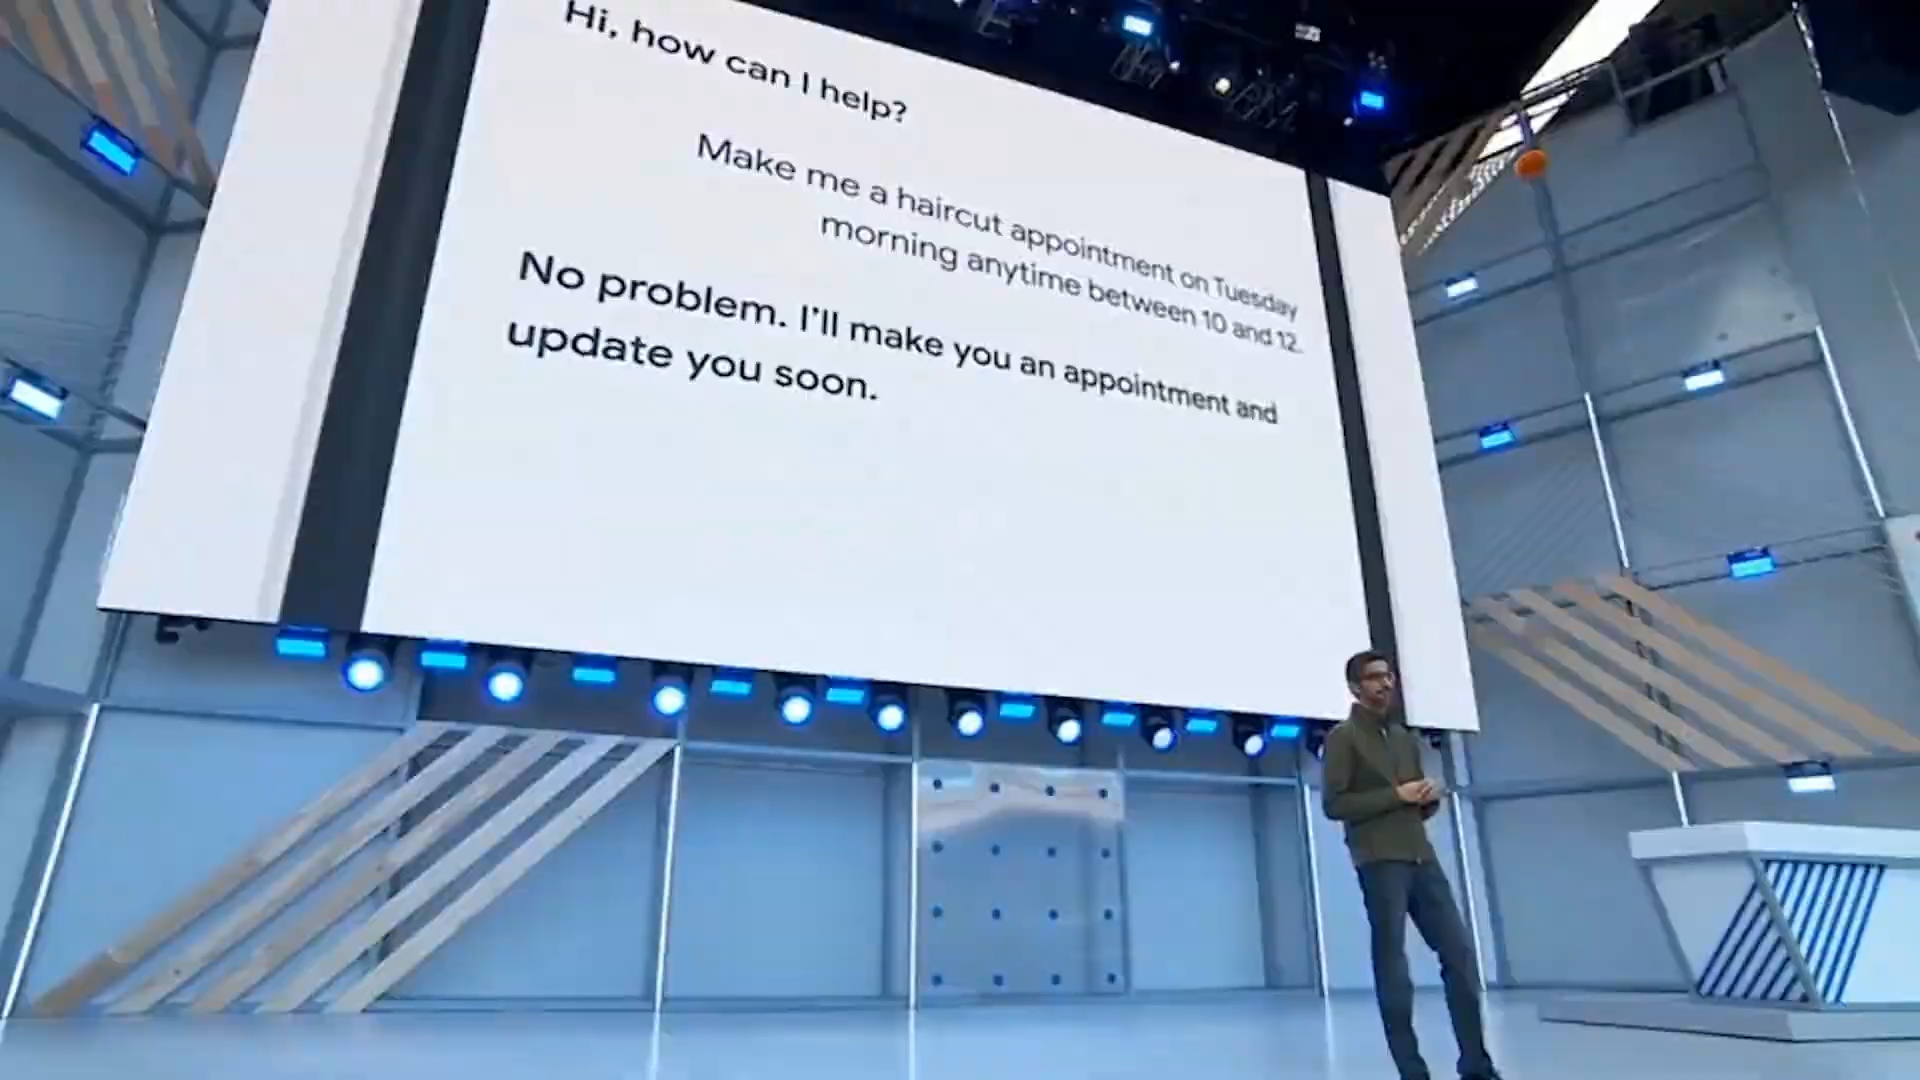 Hi, how can I help?
Make me a haircut appointment on Tuesday
morning anytime between 10 and 12.
No problem. I'll make you an appointment and
update you soon.